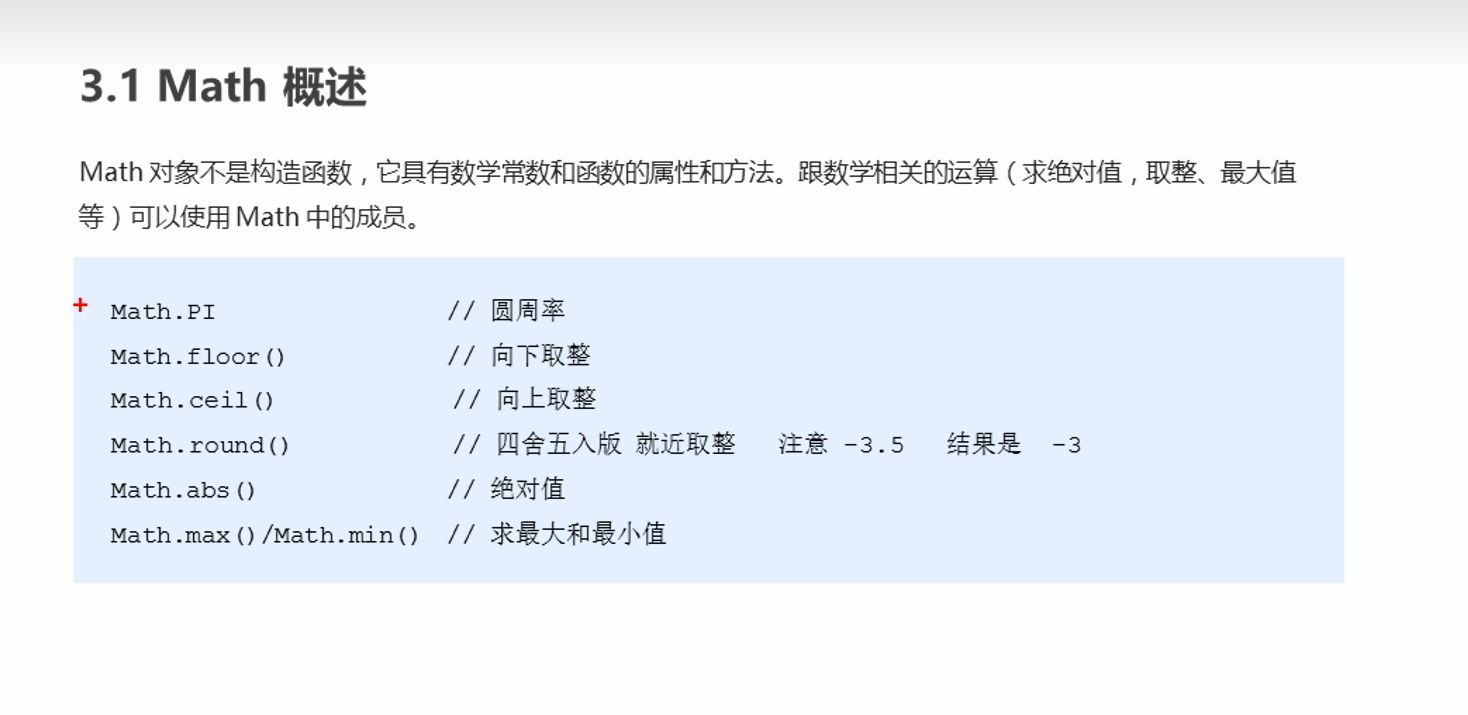 3.1 Math 概述
Math 对象不是构造函数，它具有数学常数和函数的属性和方法。跟数学相关的运算（求绝对值，取整、最大值
等）可以使用 Math 中的成员。
Math.PI // 圆周率
Math.floor() // 向下取整
Math.ceil() // 向上取整
Math.round() // 四舍五入版 就近取整 注意 -3.5 结果是 -3
Math.abs() // 绝对值
Math.max()/Math.min() // 求最大和最小值